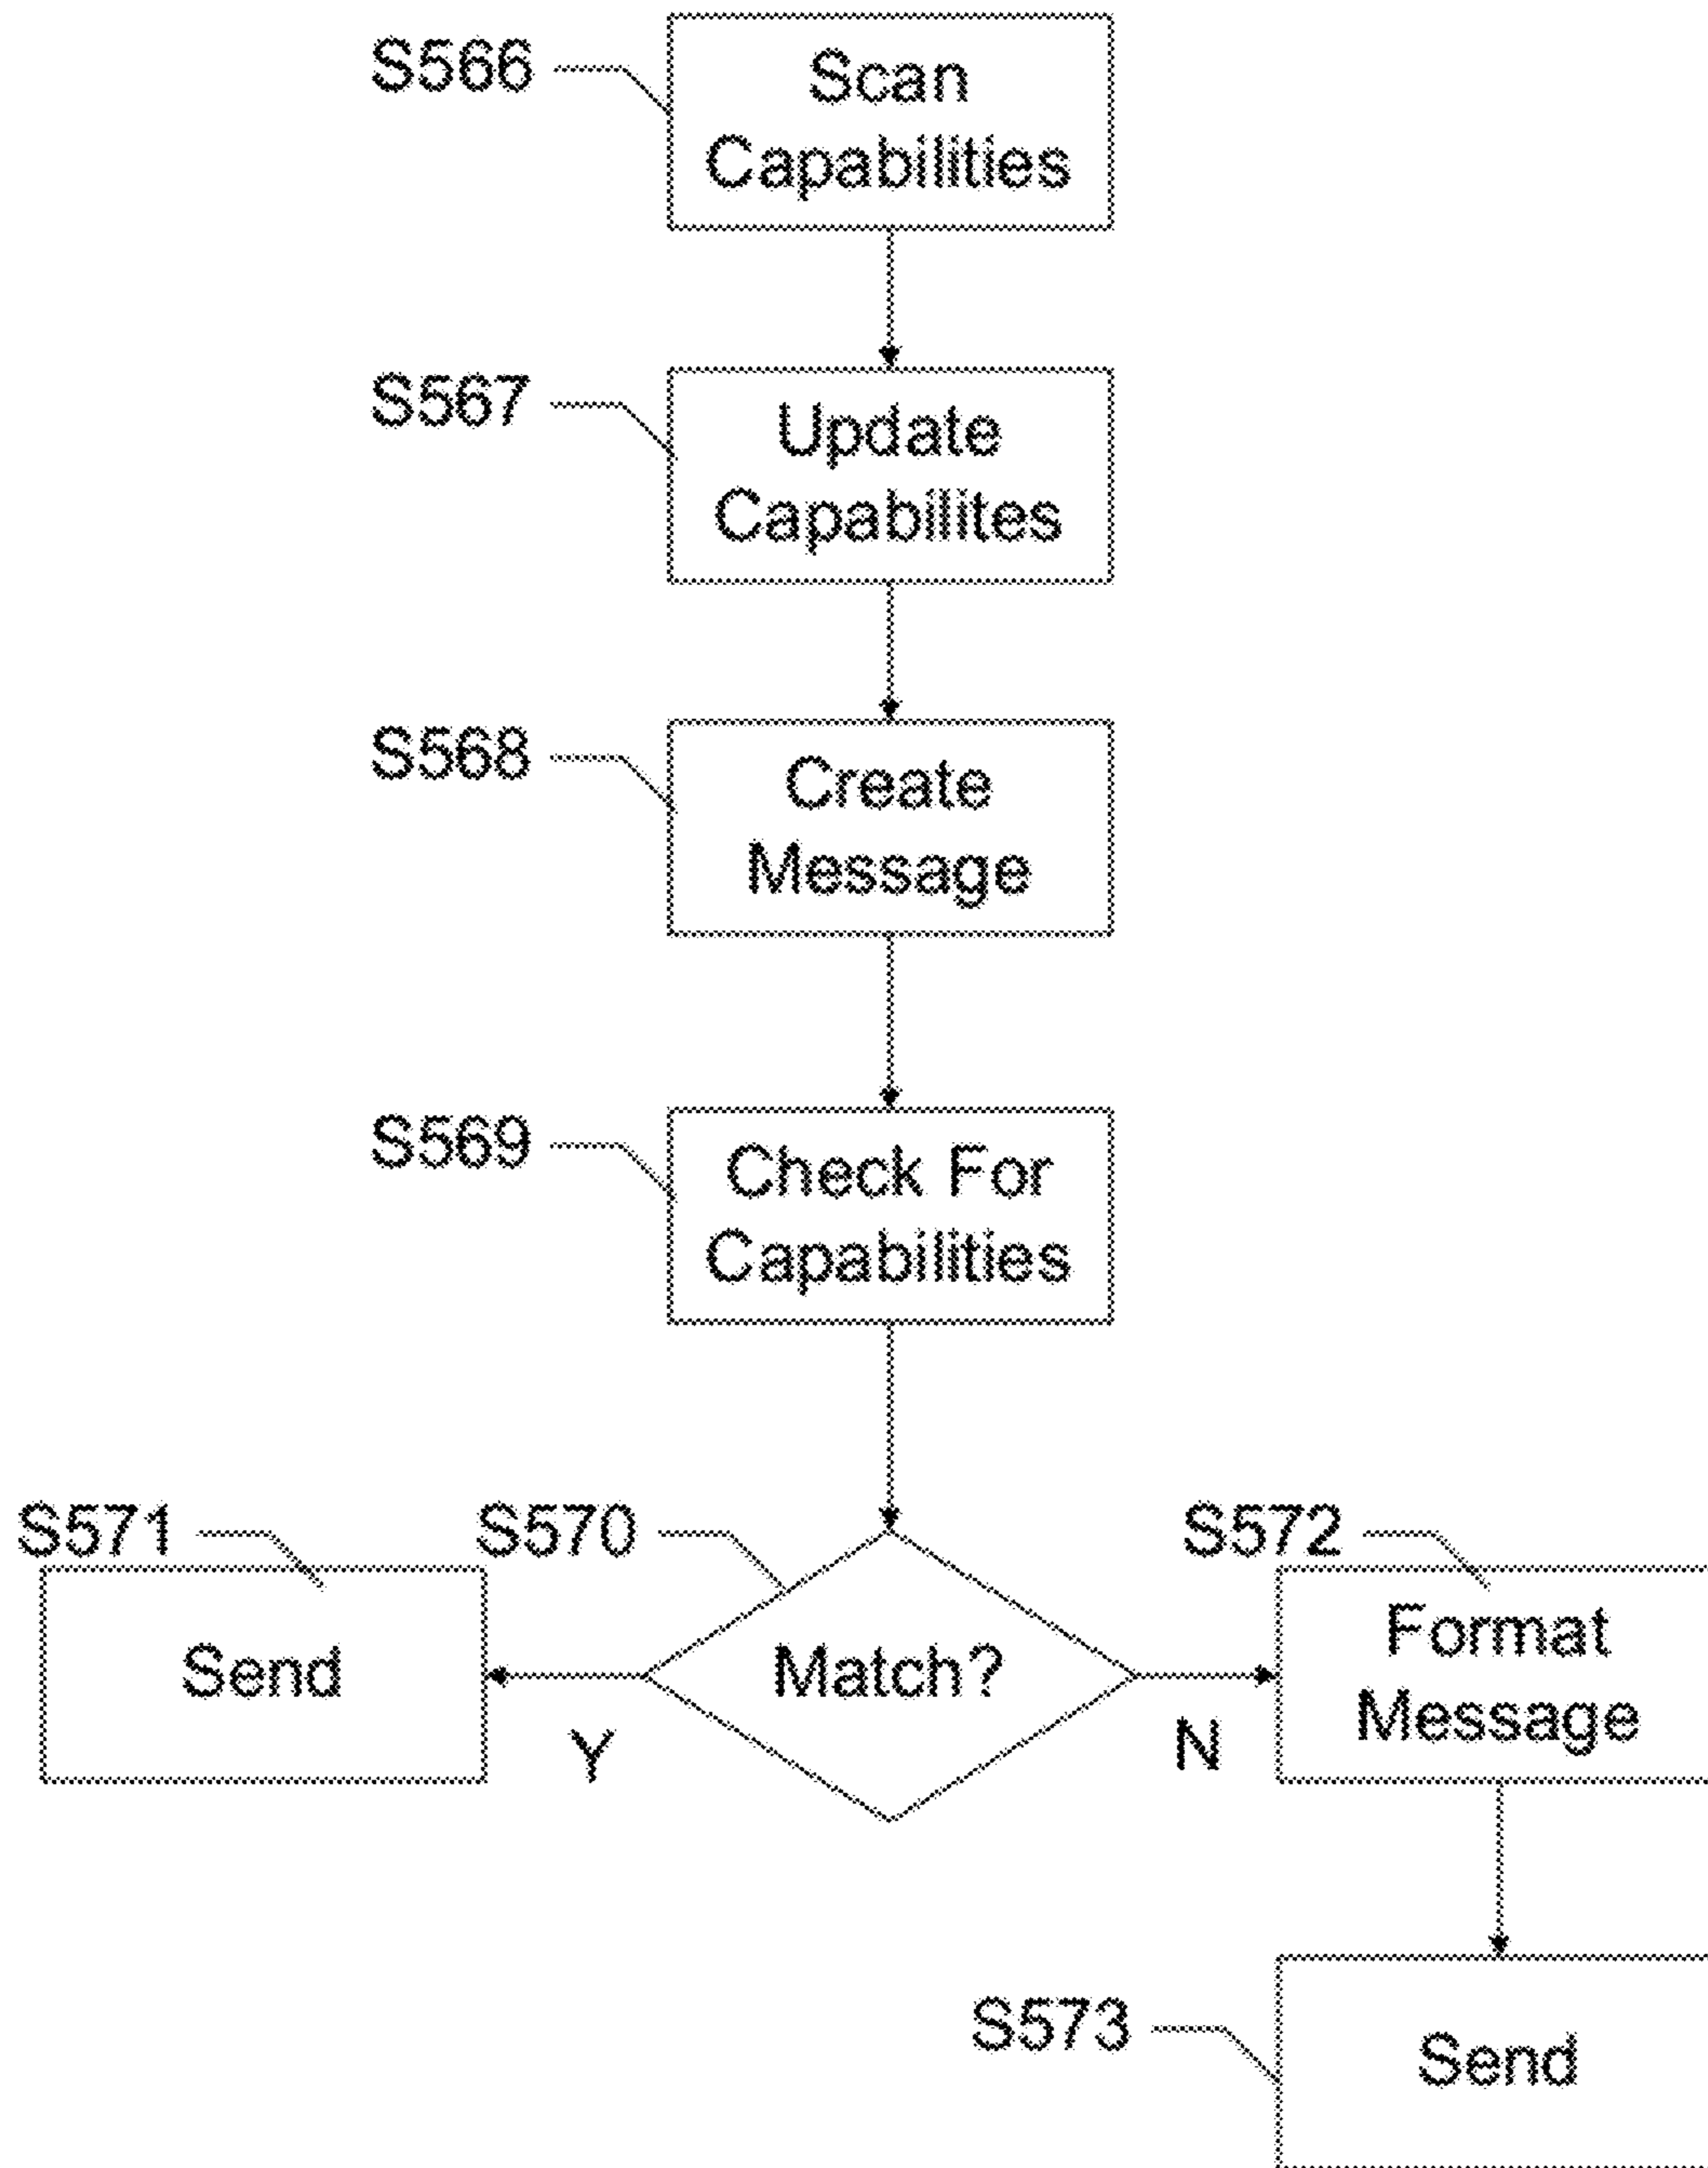 S566
Scan
Capabilities
S567
Update
Capabilites
S568
Create
Message
S569
Check For
Capabilities
S571
S570
S572
Send
Match?
Format
Message
Y
N
S573
Send